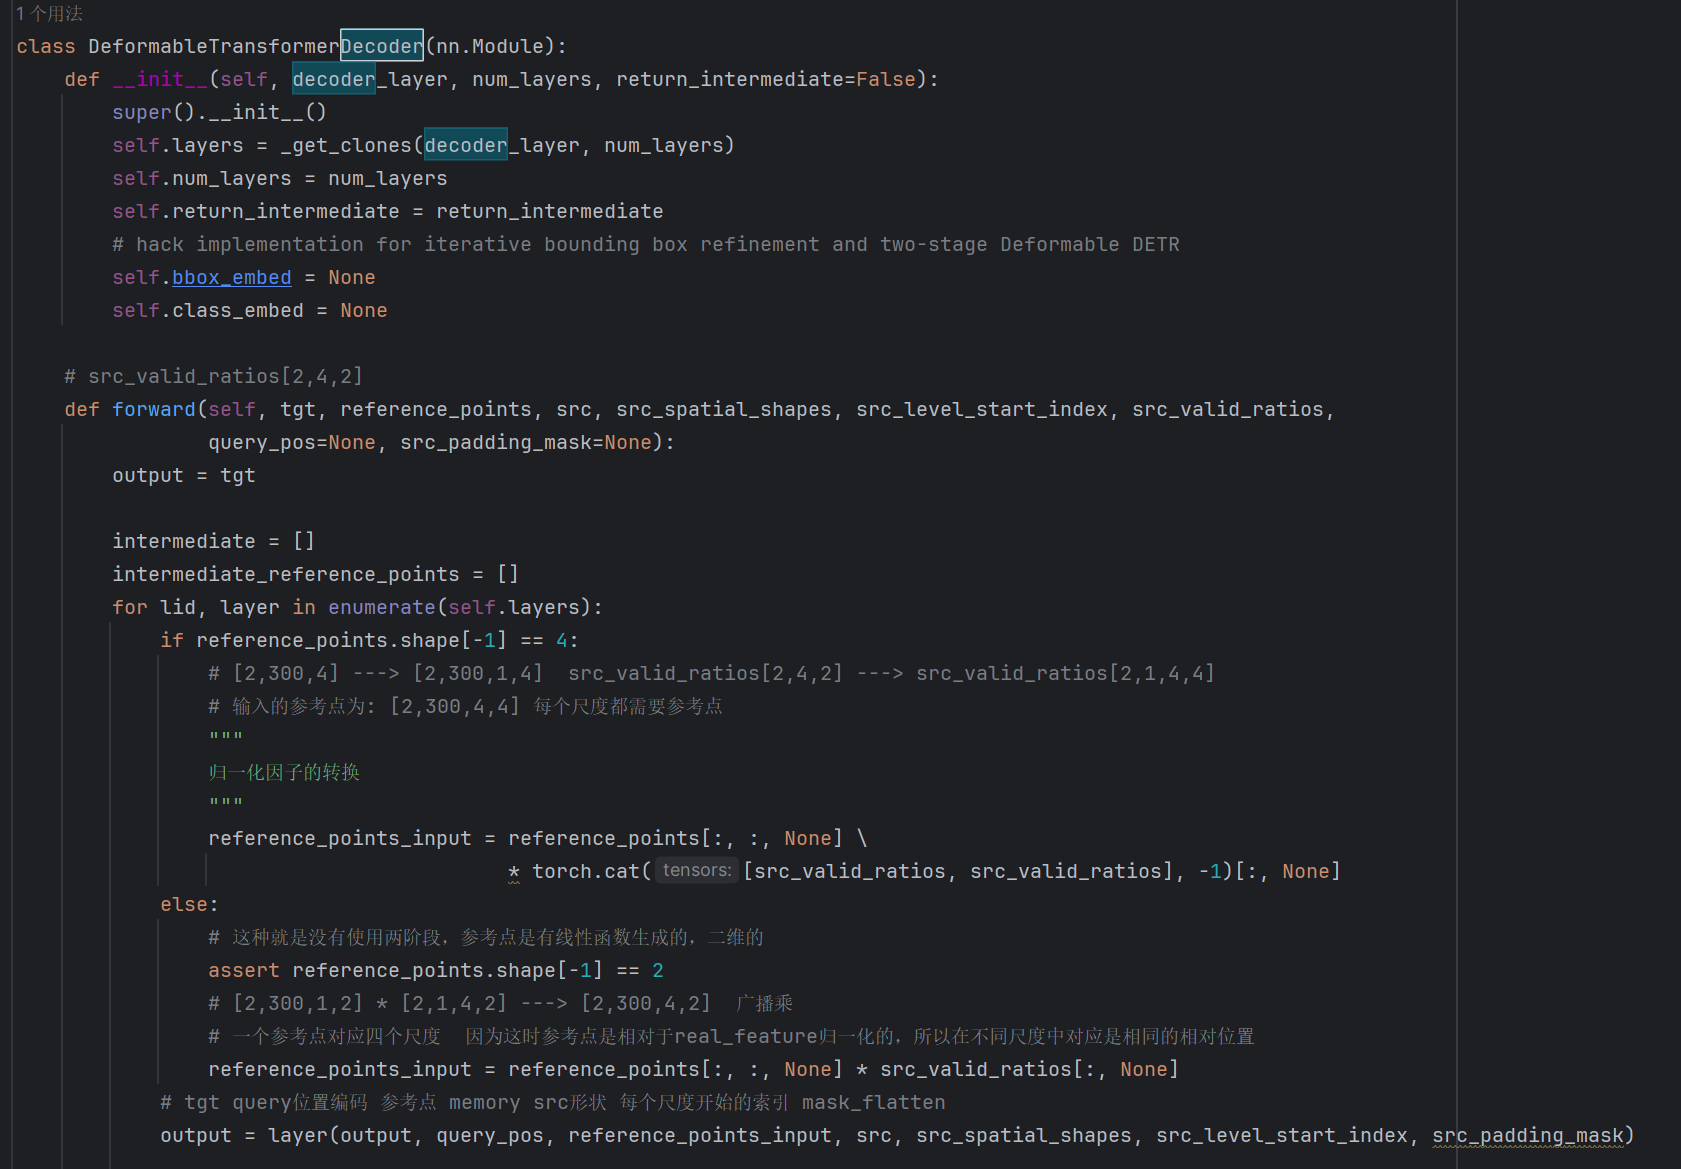 1 个用法
class DeformableTransformerDecoder(nn.Module):
    def __init__(self, decoder_layer, num_layers, return_intermediate=False):
        super().__init__()
        self.layers = _get_clones(decoder_layer, num_layers)
        self.num_layers = num_layers
        self.return_intermediate = return_intermediate
        # hack implementation for iterative bounding box refinement and two-stage Deformable DETR
        self.bbox_embed = None
        self.class_embed = None

    # src_valid_ratios[2,4,2]
    def forward(self, tgt, reference_points, src, src_spatial_shapes, src_level_start_index, src_valid_ratios,
                query_pos=None, src_padding_mask=None):
        output = tgt

        intermediate = []
        intermediate_reference_points = []
        for lid, layer in enumerate(self.layers):
            if reference_points.shape[-1] == 4:
                # [2,300,4] ---> [2,300,1,4]  src_valid_ratios[2,4,2] ---> src_valid_ratios[2,1,4,4]
                # 输入的参考点为: [2,300,4,4] 每个尺度都需要参考点
                """
                归一化因子的转换
                """
                reference_points_input = reference_points[:, :, None] \
                                         * torch.cat( tensors: [src_valid_ratios, src_valid_ratios], -1)[:, None]
            else:
                # 这种就是没有使用两阶段，参考点是有线性函数生成的，二维的
                assert reference_points.shape[-1] == 2
                # [2,300,1,2] * [2,1,4,2] ---> [2,300,4,2]  广播乘
                # 一个参考点对应四个尺度  因为这时参考点是相对于real_feature归一化的，所以在不同尺度中对应是相同的相对位置
                reference_points_input = reference_points[:, :, None] * src_valid_ratios[:, None]
            # tgt query位置编码 参考点 memory src形状 每个尺度开始的索引 mask_flatten
            output = layer(output, query_pos, reference_points_input, src, src_spatial_shapes, src_level_start_index, src_padding_mask)